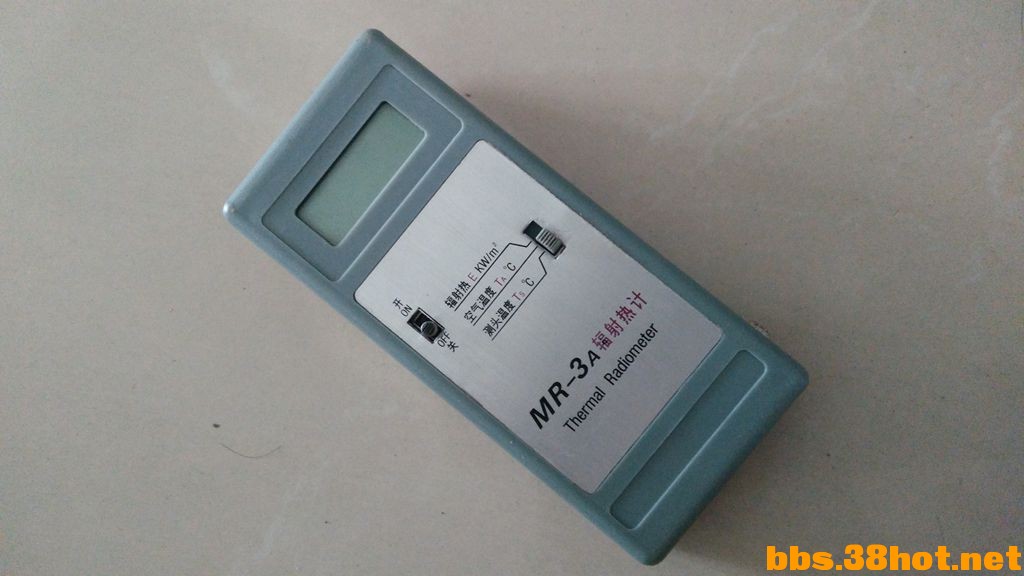 开
ON
OFF
关
辐射热 E KW/m²
空气温度 TA °C
测头温度 TS °C
MR-3A 辐射热计
Thermal Radiometer
bbs.38hot.net